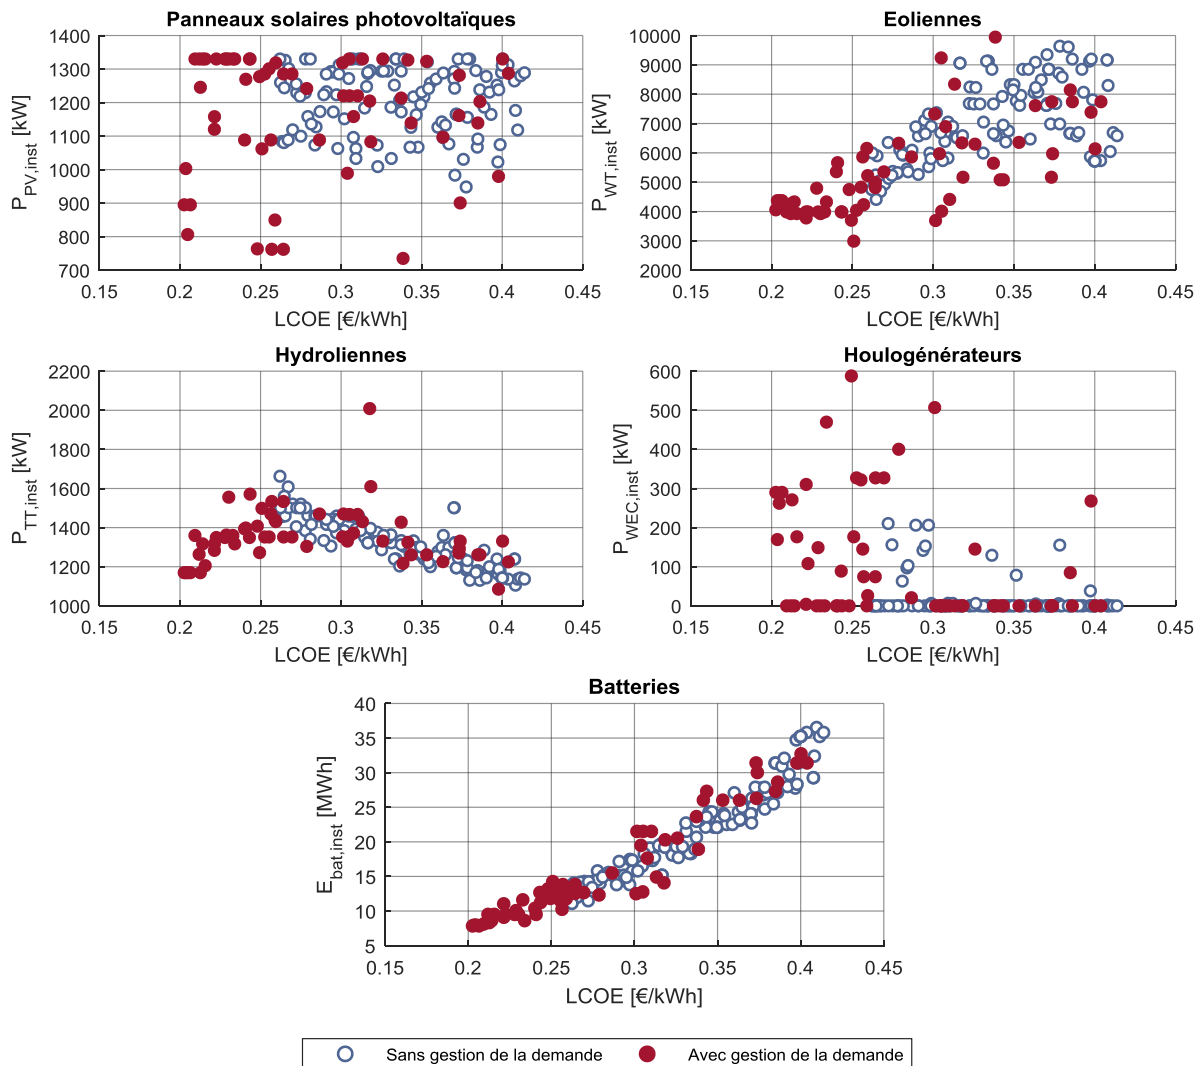 Panneaux solaires photovoltaïques
1400
1300
1200
1100
1000
900
800
700
P_PV,inst [kW]
0.15 0.2 0.25 0.3 0.35 0.4 0.45
LCOE [€/kWh]
Eoliennes
10000
9000
8000
7000
6000
5000
4000
3000
2000
P_WT,inst [kW]
0.15 0.2 0.25 0.3 0.35 0.4 0.45
LCOE [€/kWh]
Hydroliennes
2200
2000
1800
1600
1400
1200
1000
P_TT,inst [kW]
0.15 0.2 0.25 0.3 0.35 0.4 0.45
LCOE [€/kWh]
Houlogénérateurs
600
500
400
300
200
100
0
P_WEC,inst [kW]
0.15 0.2 0.25 0.3 0.35 0.4 0.45
LCOE [€/kWh]
Batteries
40
35
30
25
20
15
10
5
E_bat,inst [MWh]
0.15 0.2 0.25 0.3 0.35 0.4 0.45
LCOE [€/kWh]
Sans gestion de la demande
Avec gestion de la demande